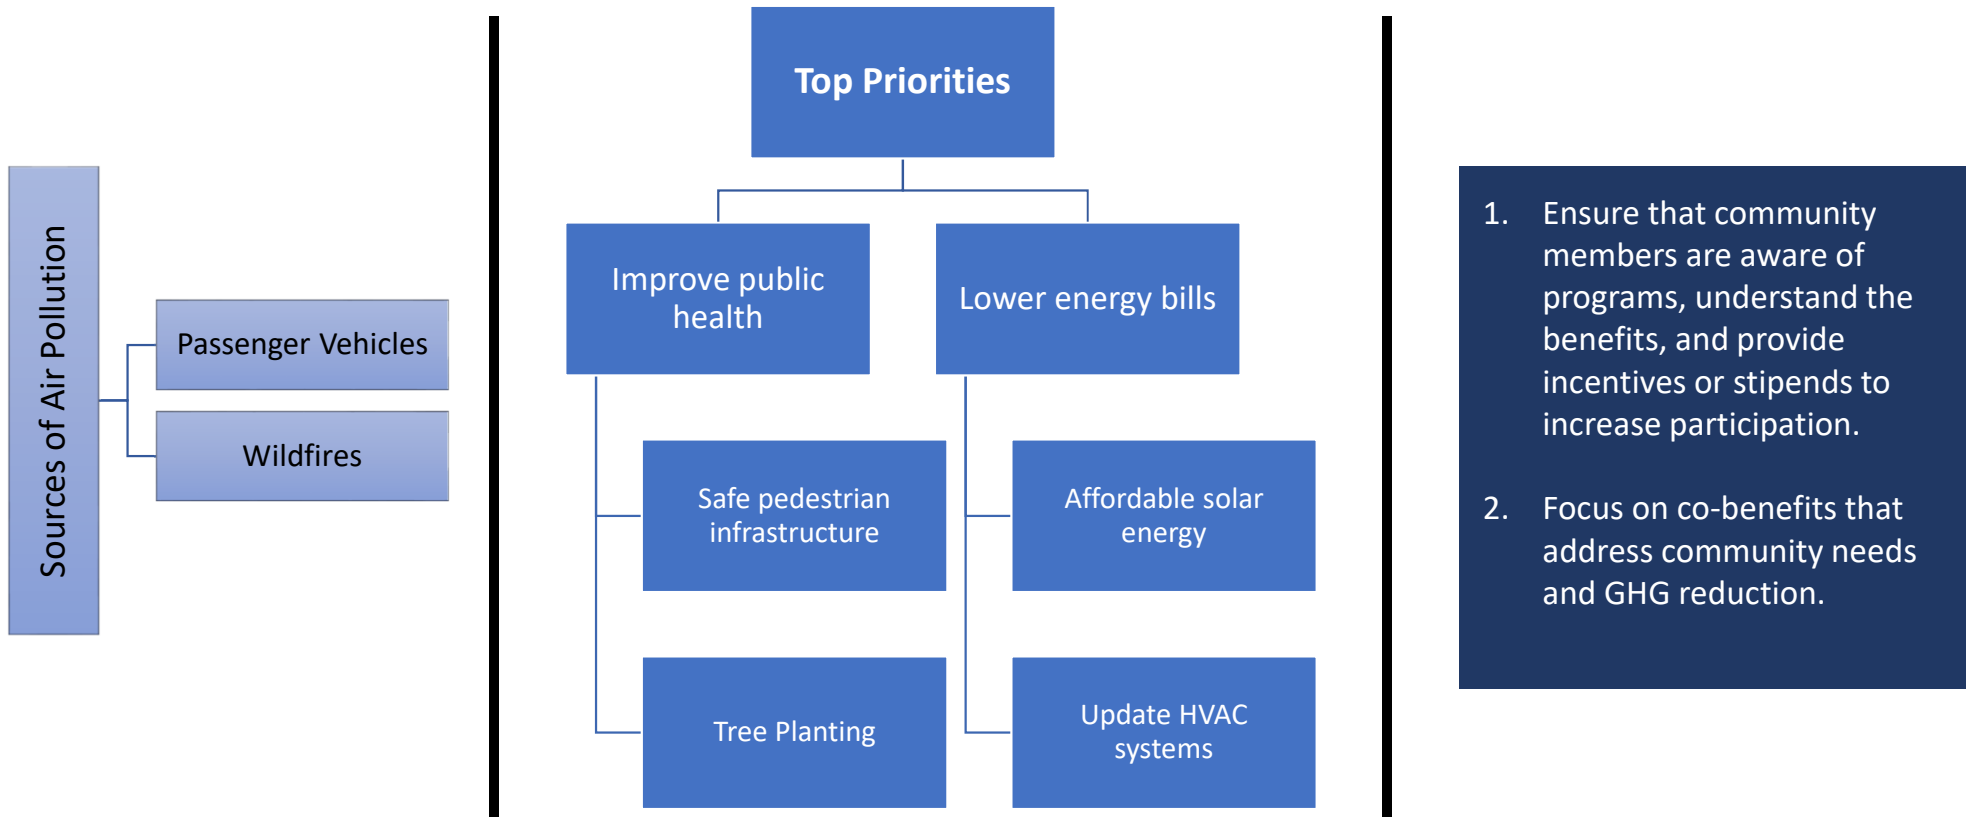 Sources of Air Pollution
Passenger Vehicles
Wildfires
Top Priorities
Improve public
health
Lower energy bills
Safe pedestrian
infrastructure
Affordable solar
energy
Tree Planting
Update HVAC
systems
1. Ensure that community
members are aware of
programs, understand the
benefits, and provide
incentives or stipends to
increase participation.
2. Focus on co-benefits that
address community needs
and GHG reduction.